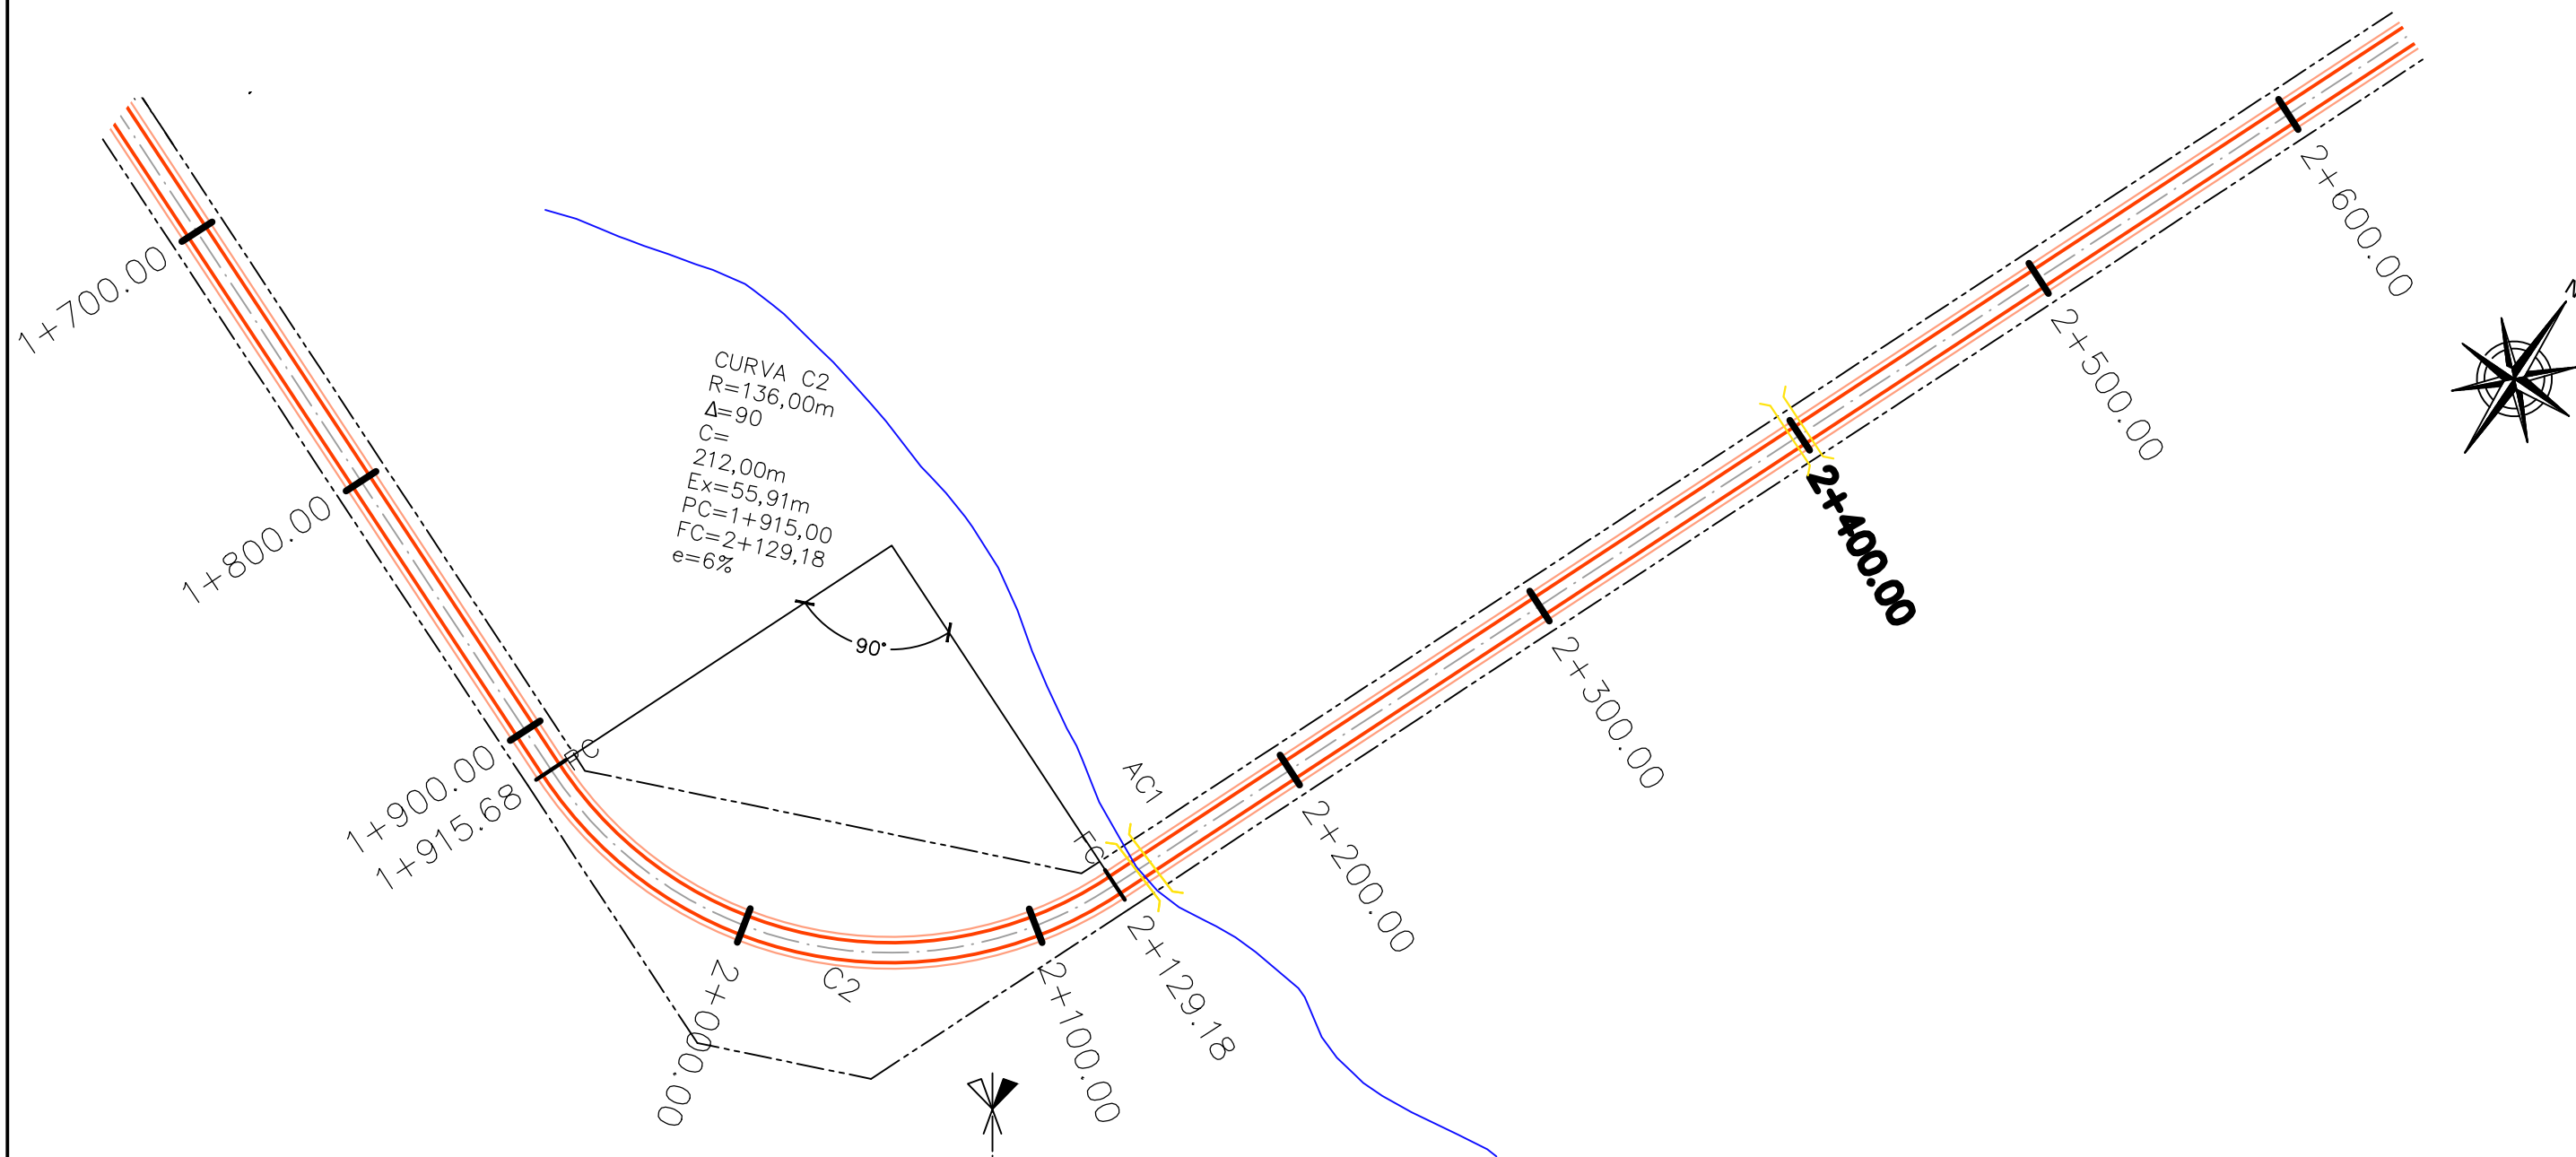 1+700.00
1+800.00
1+900.00
1+915.68
PC
CURVA C2
R=136,00m
Δ=90
C=
212,00m
Ex=55,91m
PC=1+915,00
FC=2+129,18
e=6%
90°
2+000.00
C2
2+100.00
FC
AC1
2+129.18
2+200.00
2+300.00
2+400.00
2+500.00
2+600.00
N